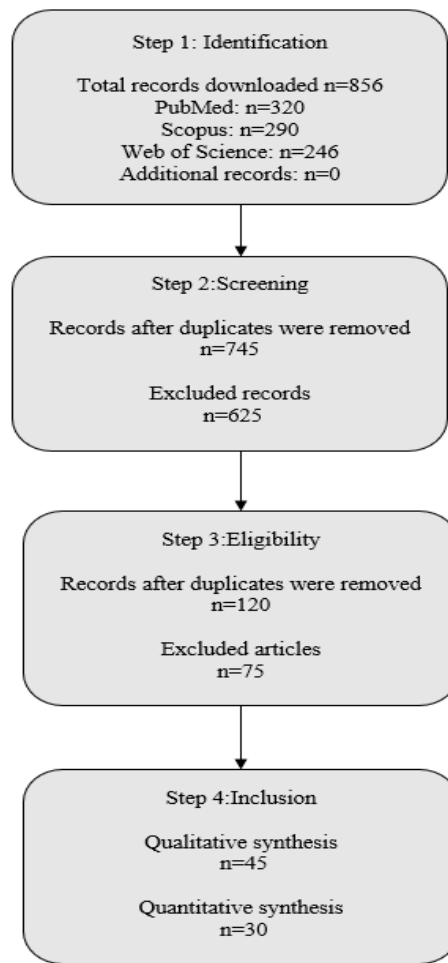 Step 1: Identification
Total records downloaded n=856
PubMed: n=320
Scopus: n=290
Web of Science: n=246
Additional records: n=0
Step 2:Screening
Records after duplicates were removed
n=745
Excluded records
n=625
Step 3:Eligibility
Records after duplicates were removed
n=120
Excluded articles
n=75
Step 4:Inclusion
Qualitative synthesis
n=45
Quantitative synthesis
n=30